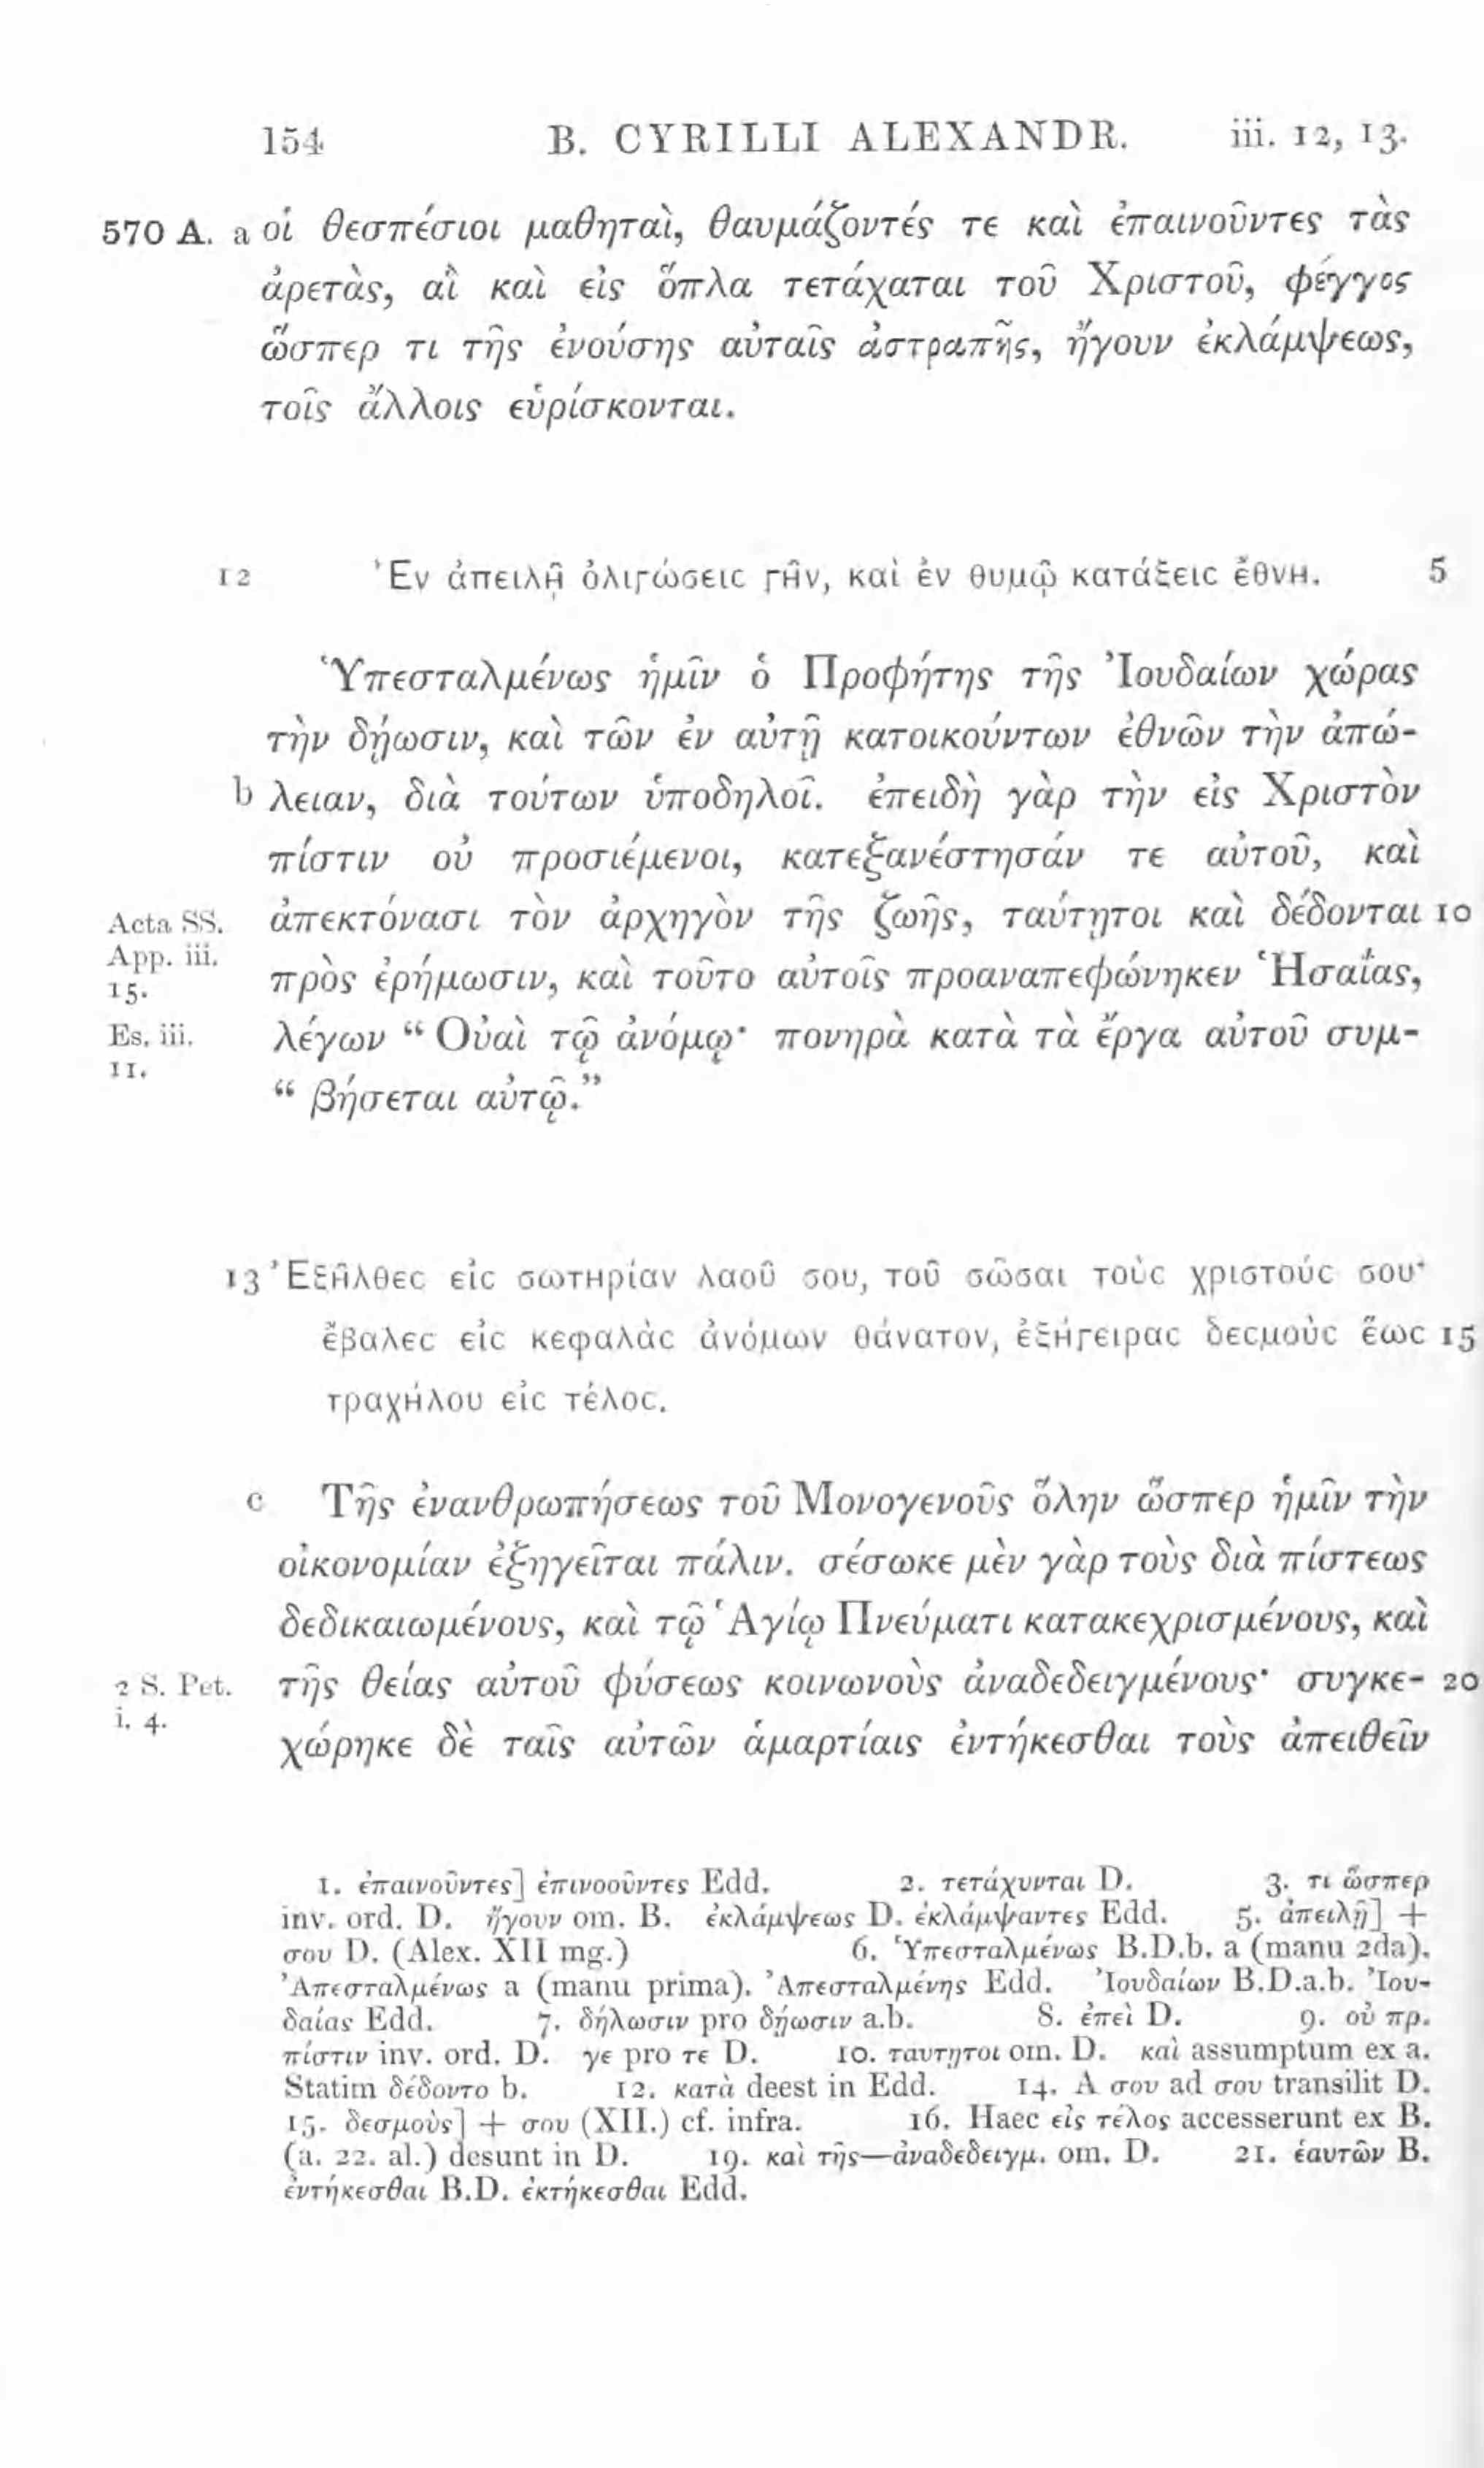 154 B. CYRILLI ALEXANDR. iii. 12, 13.
570 A. a οἱ θεσπέσιοι μαθηταὶ, θαυμάζοντές τε καὶ ἐπαινοῦντες τὰς
ἀρετὰς, αἳ καὶ εἰς ὅπλα τετάχαται τοῦ Χριστοῦ, φέγγος
ὥσπερ τι τῆς ἐνούσης αὐταῖς ἀστραπῆς, ἤγουν ἐκλάμψεως,
τοῖς ἄλλοις εὑρίσκονται.
12 Ἐν ἀπειλῇ ὀλιγώσεις γῆν, καὶ ἐν θυμῷ κατάξεις ἔθνη. 5
Ὑπεσταλμένως ἡμῖν ὁ Προφήτης τῆς Ἰουδαίων χώρας
τὴν δῄωσιν, καὶ τῶν ἐν αὐτῇ κατοικούντων ἐθνῶν τὴν ἀπώ-
b λειαν, διὰ τούτων ὑποδηλοῖ. ἐπειδὴ γὰρ τὴν εἰς Χριστὸν
πίστιν οὐ προσιέμενοι, κατεξανέστησάν τε αὐτοῦ, καὶ
Acta SS. ἀπεκτόνασι τὸν ἀρχηγὸν τῆς ζωῆς, ταύτῃτοι καὶ δέδονται 10
App. iii.
15. πρὸς ἐρήμωσιν, καὶ τοῦτο αὐτοῖς προαναπεφώνηκεν Ἡσαΐας,
Es. iii. λέγων “ Οὐαὶ τῷ ἀνόμῳ· πονηρὰ κατὰ τὰ ἔργα αὐτοῦ συμ-
11.
“ βήσεται αὐτῷ.”
13 Ἐξῆλθες εἰς σωτηρίαν λαοῦ σου, τοῦ σῶσαι τοὺς χριστούς σου·
ἔβαλες εἰς κεφαλὰς ἀνόμων θάνατον, ἐξήγειρας δεσμοὺς ἕως 15
τραχήλου εἰς τέλος.
c Τῆς ἐνανθρωπήσεως τοῦ Μονογενοῦς ὅλην ὥσπερ ἡμῖν τὴν
οἰκονομίαν ἐξηγεῖται πάλιν. σέσωκε μὲν γὰρ τοὺς διὰ πίστεως
δεδικαιωμένους, καὶ τῷ Ἁγίῳ Πνεύματι κατακεχρισμένους, καὶ
2 S. Pet. τῆς θείας αὐτοῦ φύσεως κοινωνοὺς ἀναδεδειγμένους· συγκε- 20
i. 4.
χώρηκε δὲ ταῖς αὐτῶν ἁμαρτίαις ἐντήκεσθαι τοὺς ἀπειθεῖν
1. ἐπαινοῦντες] ἐπινοοῦντες Edd. 2. τετάχυνται D. 3. τι ὥσπερ
inv. ord. D. ἤγουν om. B. ἐκλάμψεως D. ἐκλάμψαντες Edd. 5. ἀπειλῇ] +
σου D. (Alex. XII mg.) 6. Ὑπεσταλμένως B.D.b. a (manu 2da).
Ἀπεσταλμένως a (manu prima). Ἀπεσταλμένης Edd. Ἰουδαίων B.D.a.b. Ἰου-
δαίας Edd. 7. δήλωσιν pro δῄωσιν a.b. 8. ἐπεὶ D. 9. οὐ πρ.
πίστιν inv. ord. D. γε pro τε D. 10. ταυτῃτοι om. D. καὶ assumptum ex a.
Statim δέδοντο b. 12. κατὰ deest in Edd. 14. A σου ad σου transilit D.
15. δεσμοὺς] + σου (XII.) cf. infra. 16. Haec εἰς τέλος accesserunt ex B.
(a. 22. al.) desunt in D. 19. καὶ τῆς—ἀναδεδειγμ. om. D. 21. ἑαυτῶν B.
ἐντήκεσθαι B.D. ἐκτήκεσθαι Edd.